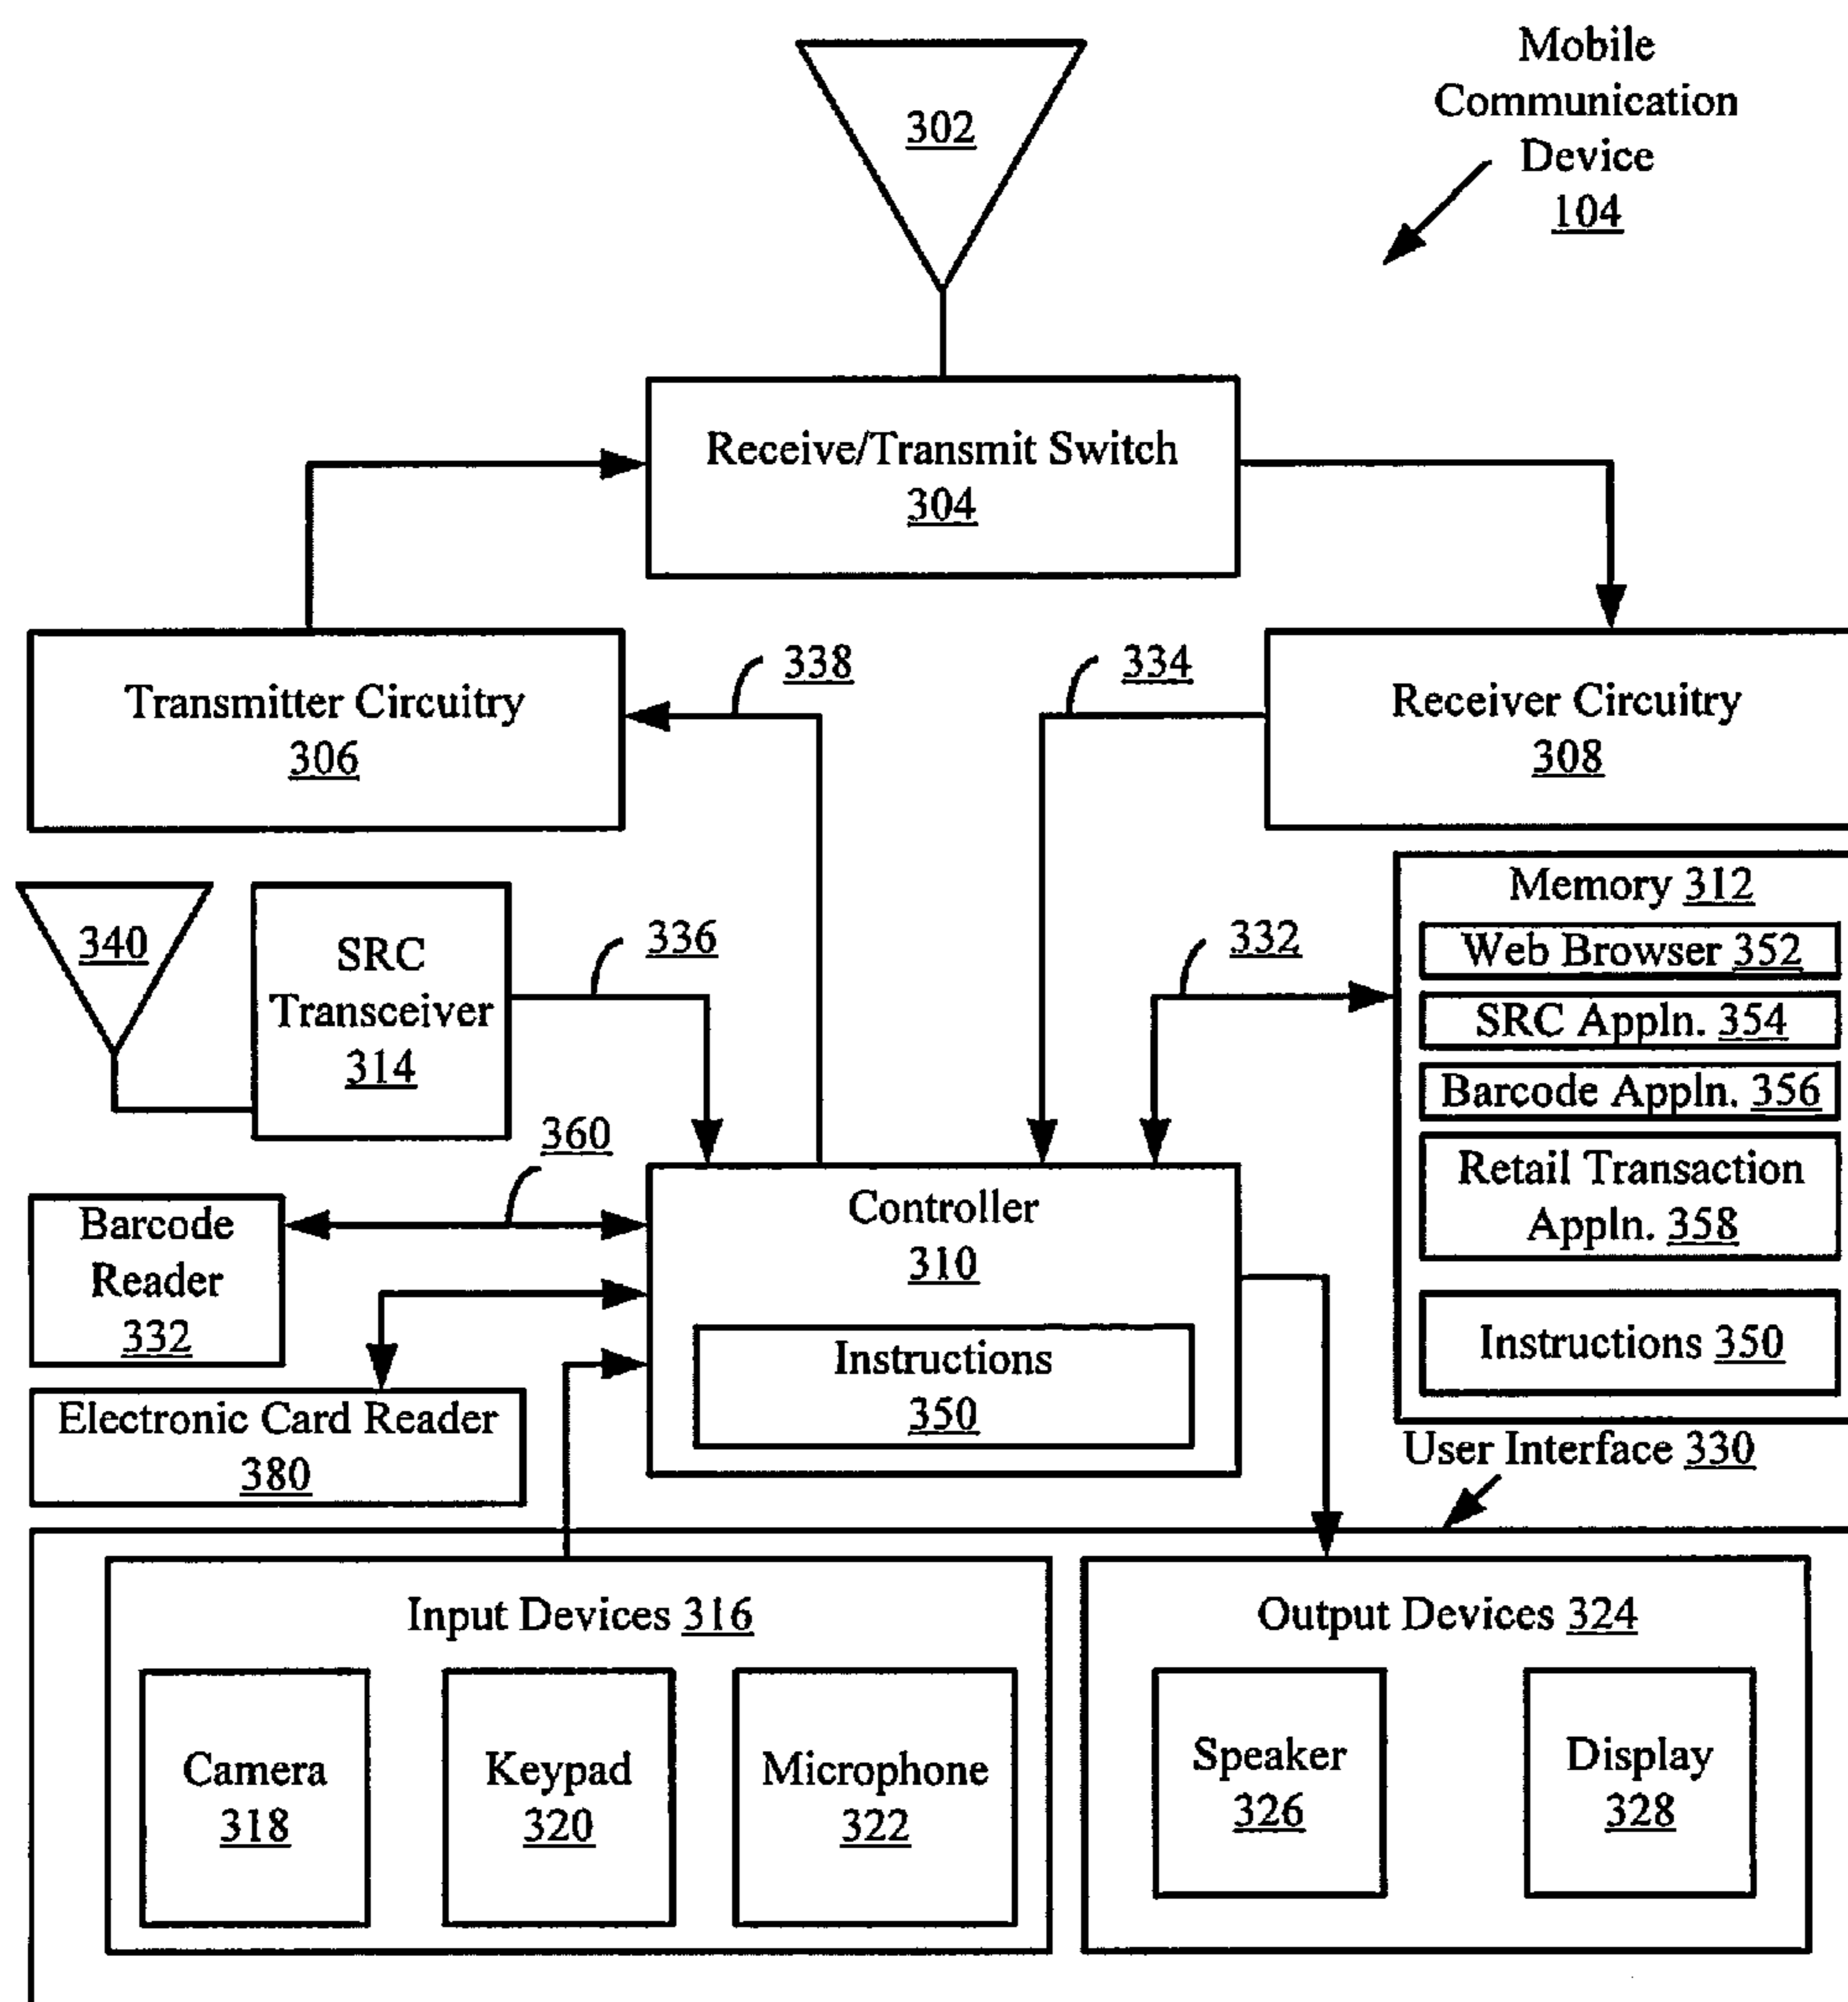 Mobile
Communication
Device
104
302
Receive/Transmit Switch
304
338
334
Transmitter Circuitry
306
Receiver Circuitry
308
340
SRC
Transceiver
314
336
332
Memory 312
Web Browser 352
SRC Appln. 354
Barcode Appln. 356
Retail Transaction
Appln. 358
Instructions 350
360
Barcode
Reader
332
Controller
310
Instructions
350
Electronic Card Reader
380
User Interface 330
Input Devices 316
Camera
318
Keypad
320
Microphone
322
Output Devices 324
Speaker
326
Display
328